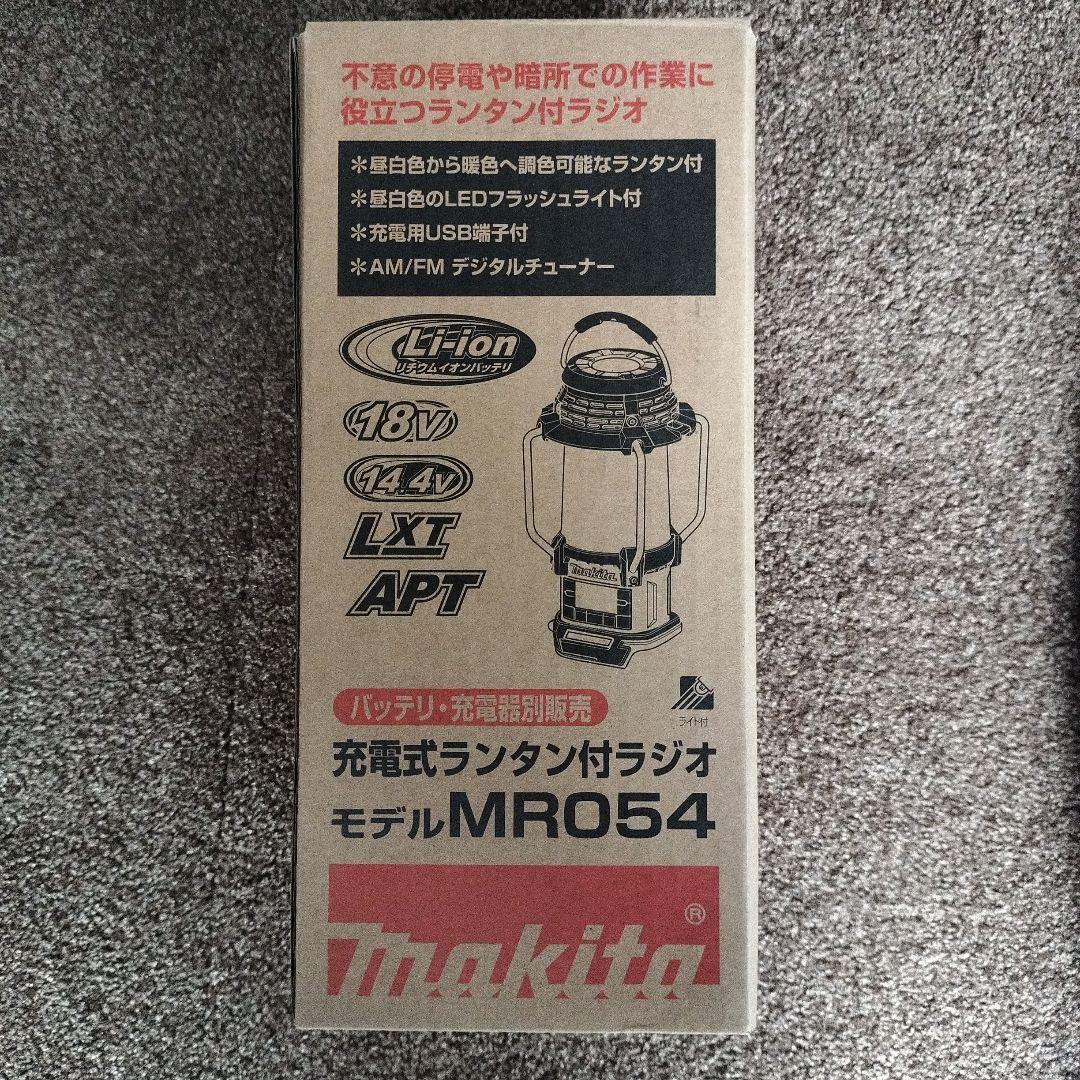 不意の停電や暗所での作業に
役立つランタン付ラジオ
＊昼白色から暖色へ調色可能なランタン付
＊昼白色のLEDフラッシュライト付
＊充電用USB端子付
＊AM/FM デジタルチューナー
Li-ion
リチウムイオンバッテリ
18V
14.4V
LXT
APT
makita
ライト付
バッテリ・充電器別販売
充電式ランタン付ラジオ
モデルMR054
makita®